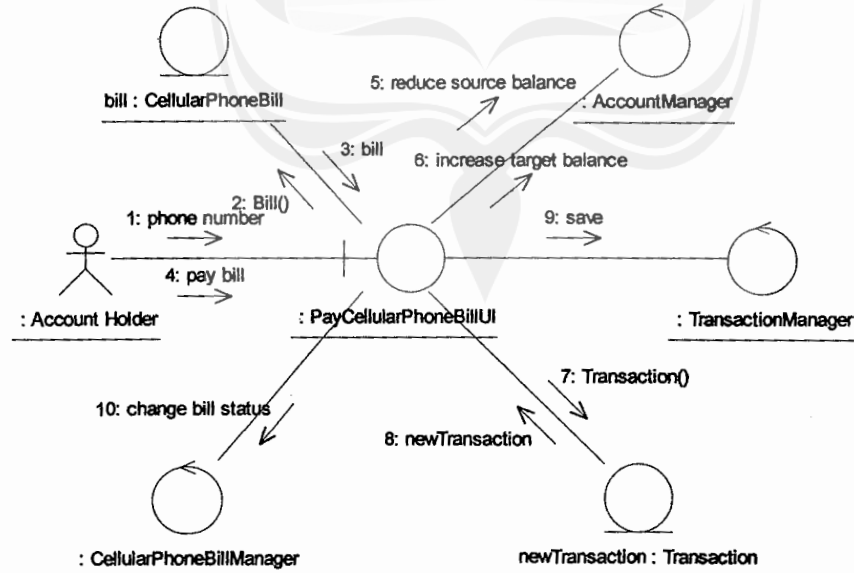 5: reduce source balance
bill : CellularPhoneBill
: AccountManager
3: bill
6: increase target balance
2: Bill()
1: phone number
9: save
4: pay bill
: Account Holder
: PayCellularPhoneBillUI
: TransactionManager
7: Transaction()
10: change bill status
8: newTransaction
: CellularPhoneBillManager
newTransaction : Transaction